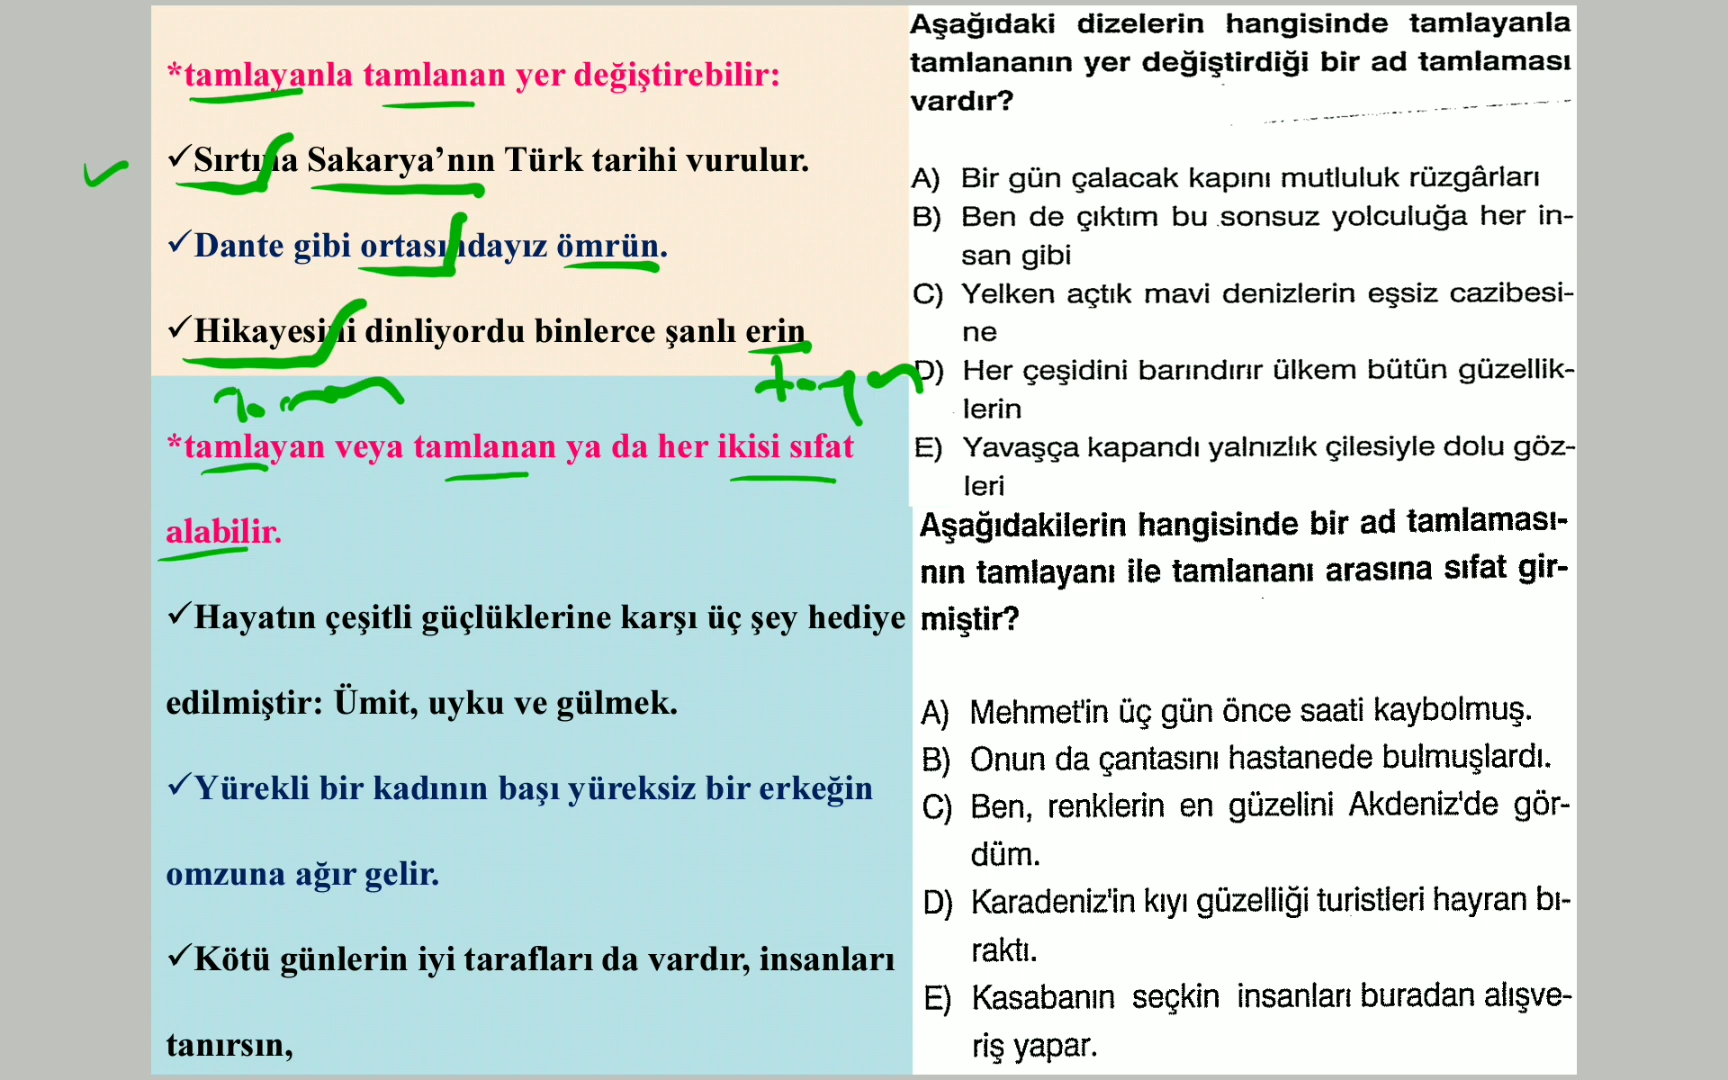 *tamlayanla tamlanan yer değiştirebilir:
✓Sırtına Sakarya’nın Türk tarihi vurulur.
✓Dante gibi ortasındayız ömrün.
✓Hikayesini dinliyordu binlerce şanlı erin
*tamlayan veya tamlanan ya da her ikisi sıfat
alabilir.
✓Hayatın çeşitli güçlüklerine karşı üç şey hediye
edilmiştir: Ümit, uyku ve gülmek.
✓Yürekli bir kadının başı yüreksiz bir erkeğin
omzuna ağır gelir.
✓Kötü günlerin iyi tarafları da vardır, insanları
tanırsın,
Aşağıdaki dizelerin hangisinde tamlayanla
tamlananın yer değiştirdiği bir ad tamlaması
vardır?
A) Bir gün çalacak kapını mutluluk rüzgârları
B) Ben de çıktım bu sonsuz yolculuğa her in-
san gibi
C) Yelken açtık mavi denizlerin eşsiz cazibesi-
ne
D) Her çeşidini barındırır ülkem bütün güzellik-
lerin
E) Yavaşça kapandı yalnızlık çilesiyle dolu göz-
leri
Aşağıdakilerin hangisinde bir ad tamlaması-
nın tamlayanı ile tamlananı arasına sıfat gir-
miştir?
A) Mehmet'in üç gün önce saati kaybolmuş.
B) Onun da çantasını hastanede bulmuşlardı.
C) Ben, renklerin en güzelini Akdeniz'de gör-
düm.
D) Karadeniz'in kıyı güzelliği turistleri hayran bı-
raktı.
E) Kasabanın seçkin insanları buradan alışve-
riş yapar.